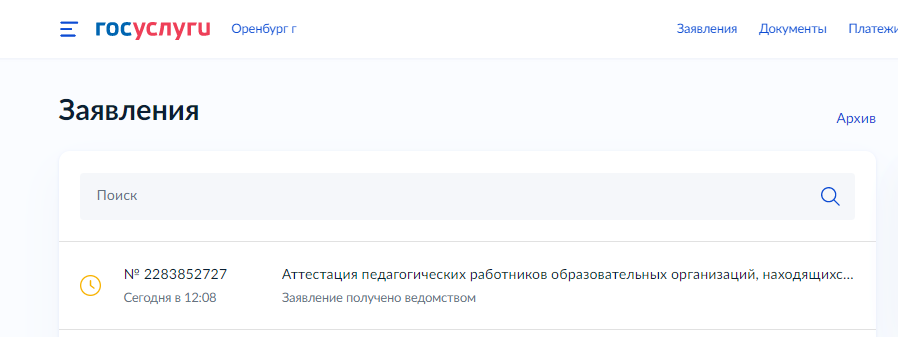 госуслуги Оренбург г Заявления Документы Платежи
Заявления
Архив
Поиск
№ 2283852727 Аттестация педагогических работников образовательных организаций, находящихс...
Сегодня в 12:08 Заявление получено ведомством